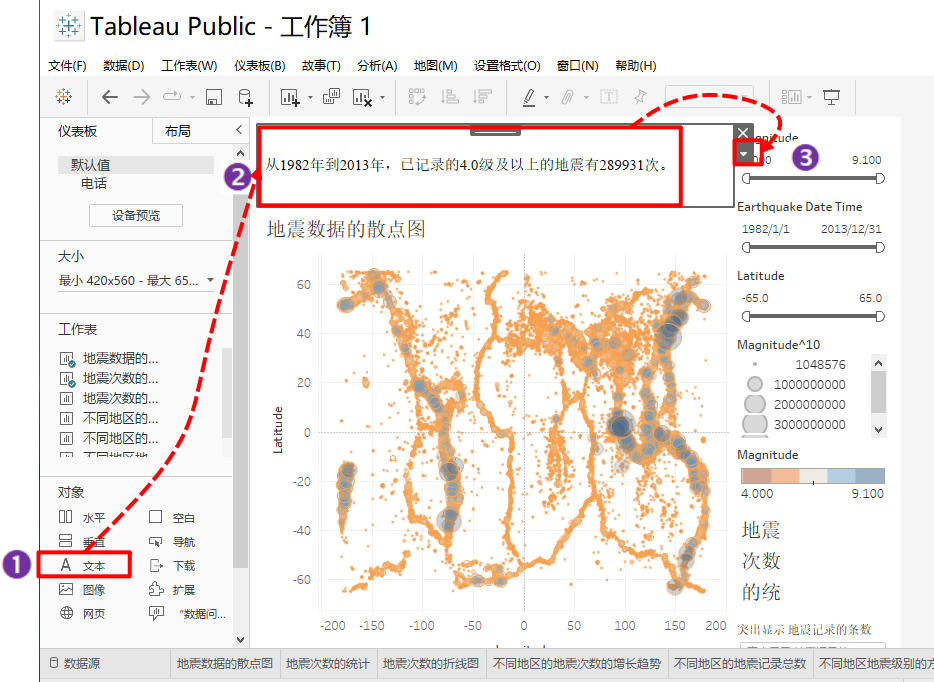 Tableau Public - 工作簿 1
文件(F) 数据(D) 工作表(W) 仪表板(B) 故事(T) 分析(A) 地图(M) 设置格式(O) 窗口(N) 帮助(H)
仪表板 布局
默认值
电话
设备预览
大小
最小 420x560 - 最大 65...
工作表
地震数据的...
地震次数的...
地震次数的...
不同地区的...
不同地区的...
对象
水平 空白
垂直 导航
A 文本 下载
图像 扩展
网页 "数据问...
1
2
3
从1982年到2013年，已记录的4.0级及以上的地震有289931次。
地震数据的散点图
Latitude
60
40
20
0
-20
-40
-60
-200 -150 -100 -50 0 50 100 150 200
9.100
Earthquake Date Time
1982/1/1 2013/12/31
Latitude
-65.0 65.0
Magnitude^10
1048576
1000000000
2000000000
3000000000
Magnitude
4.000 9.100
地震
次数
的统
突出显示 地震记录的条数
数据源 地震数据的散点图 地震次数的统计 地震次数的折线图 不同地区的地震次数的增长趋势 不同地区的地震记录总数 不同地区地震级别的方